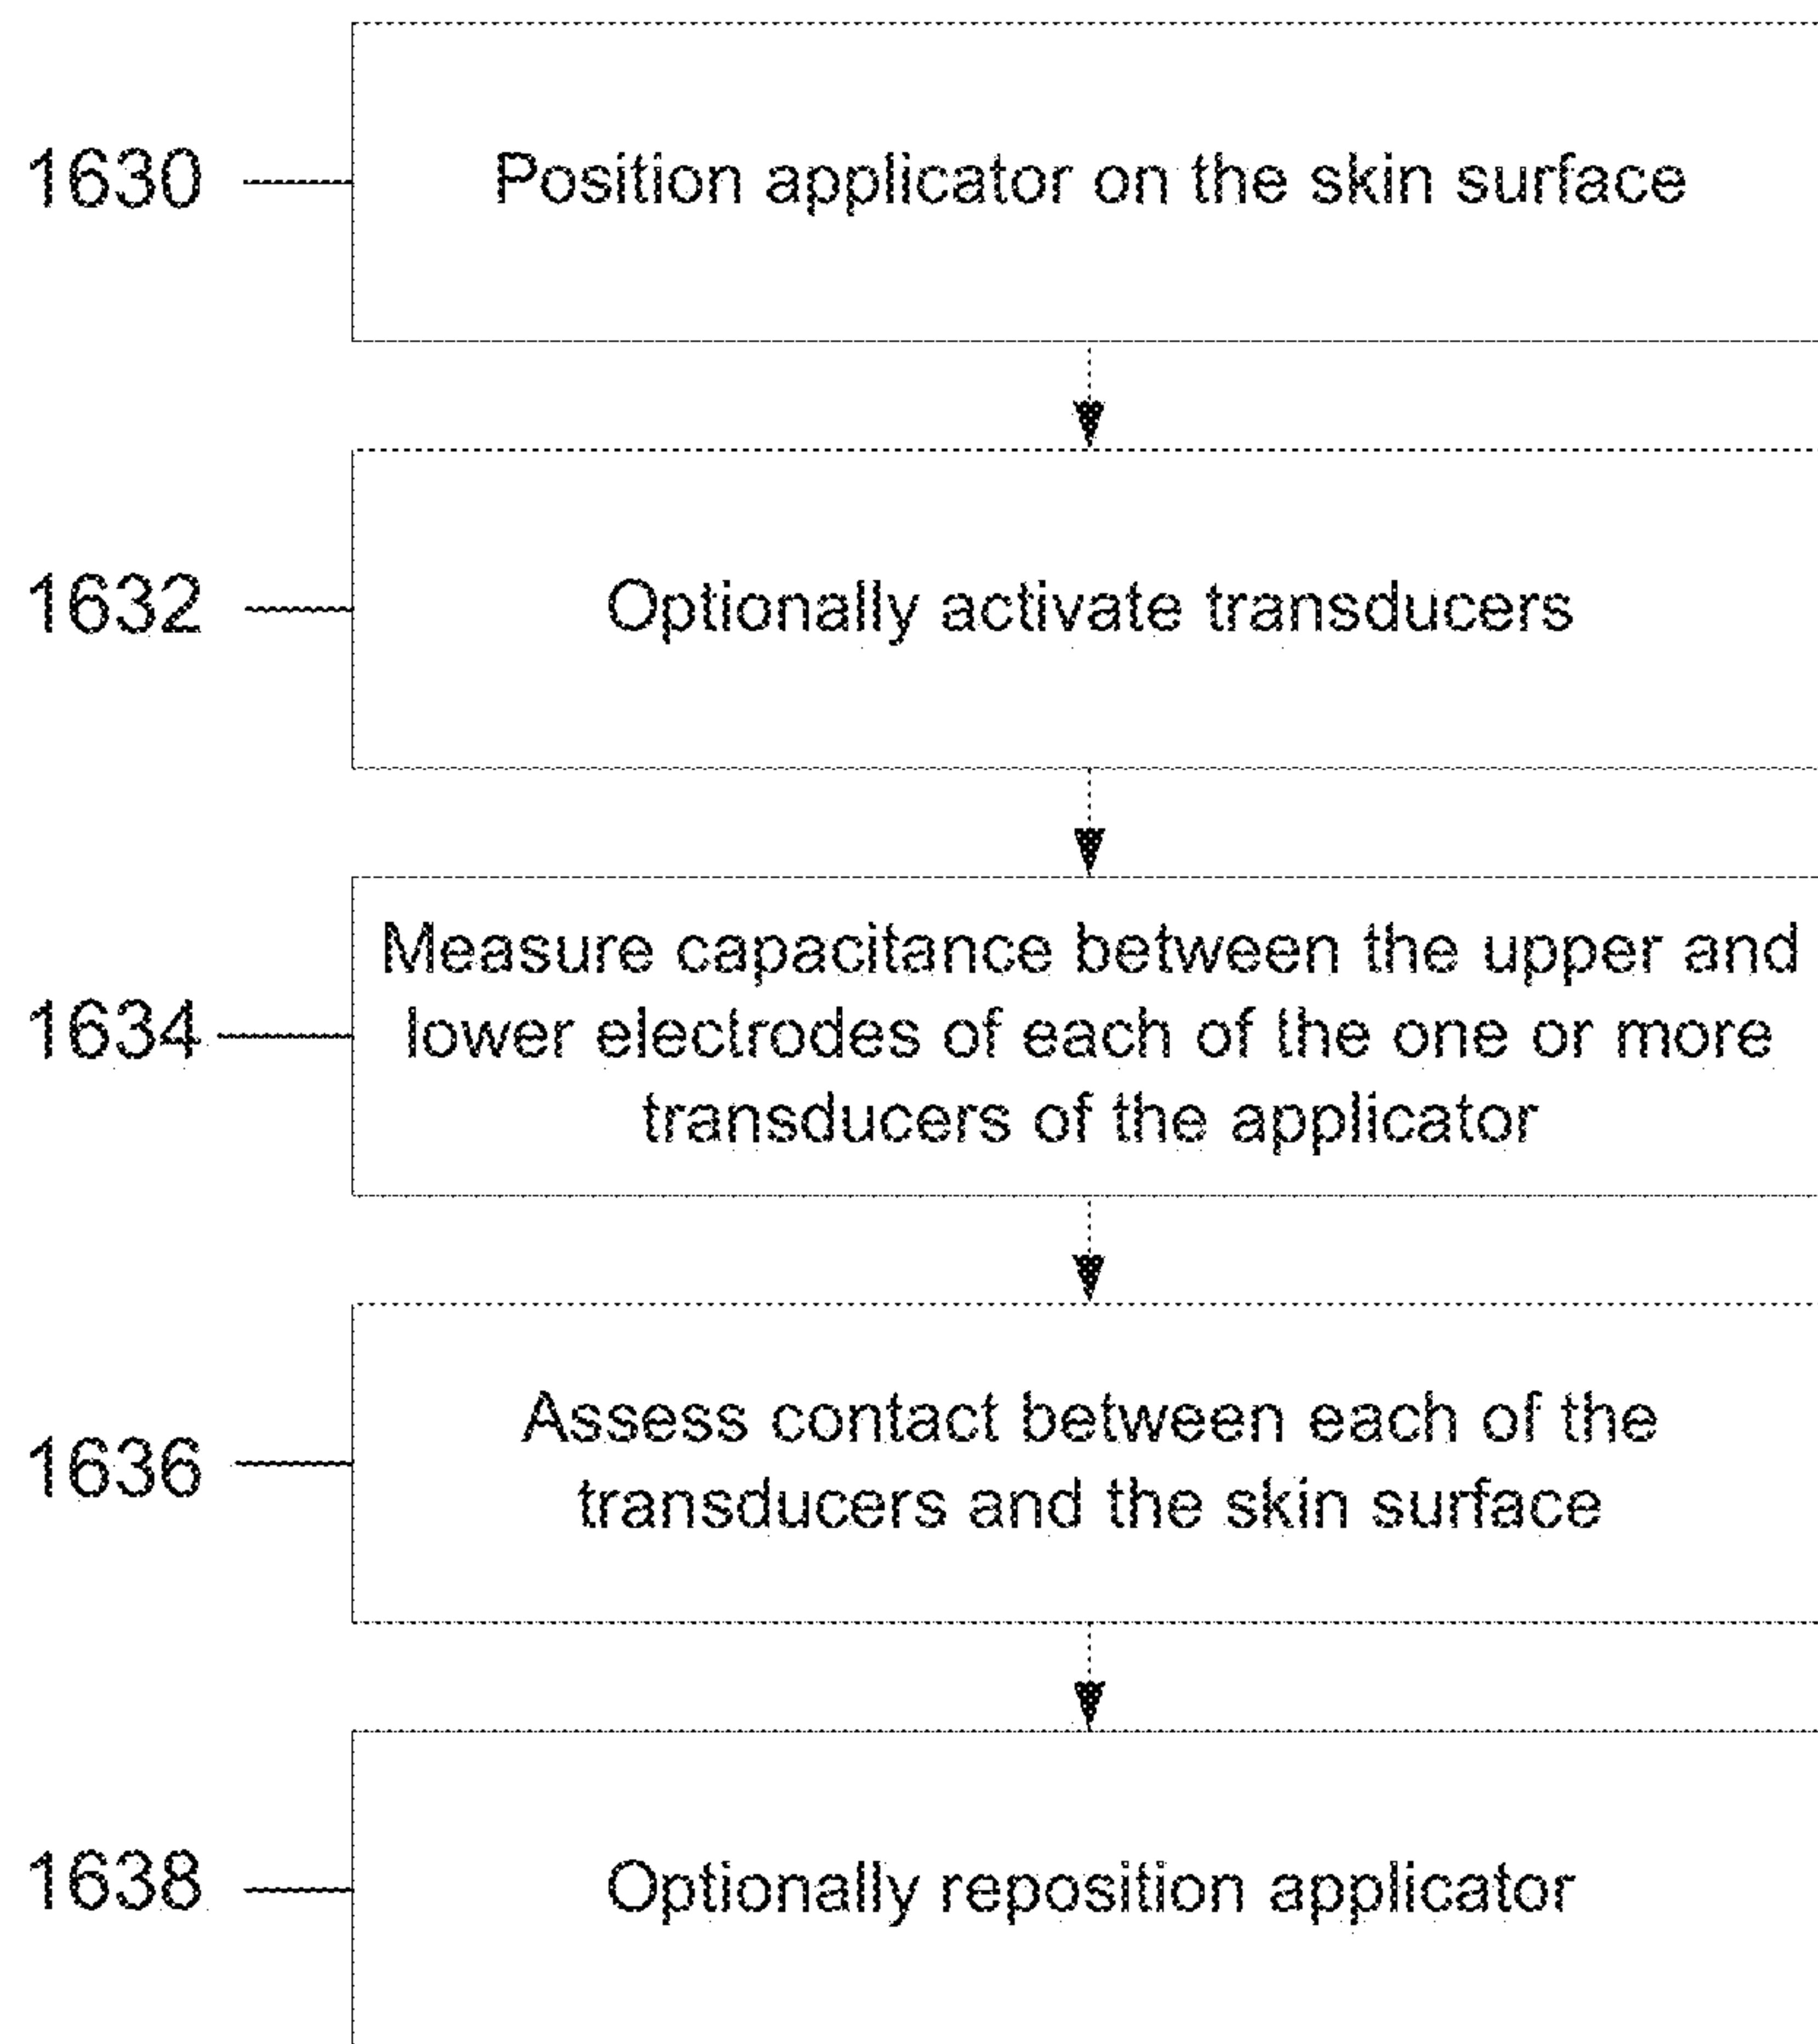 1630
Position applicator on the skin surface
1632
Optionally activate transducers
1634
Measure capacitance between the upper and
lower electrodes of each of the one or more
transducers of the applicator
1636
Assess contact between each of the
transducers and the skin surface
1638
Optionally reposition applicator